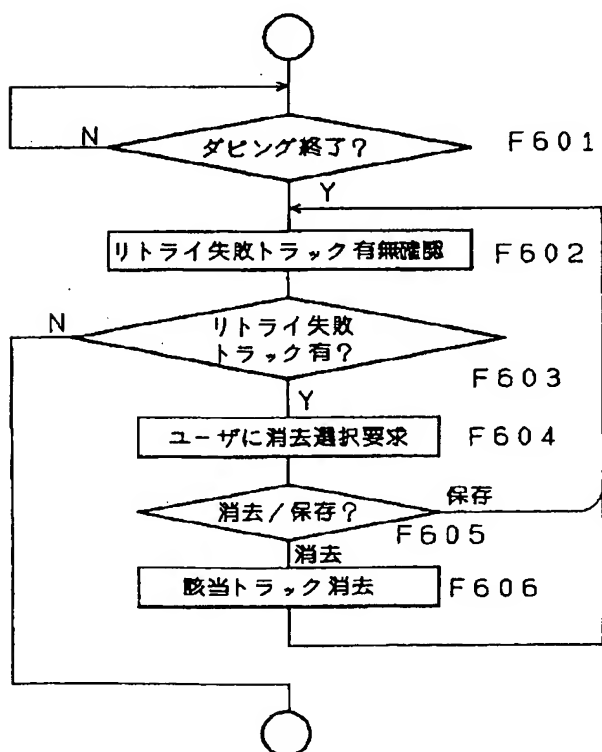 ダビング終了?
F601
N
Y
リトライ失敗トラック有無確認
F602
N
リトライ失敗
トラック有?
F603
Y
ユーザに消去選択要求
F604
消去/保存?
保存
F605
消去
該当トラック消去
F606